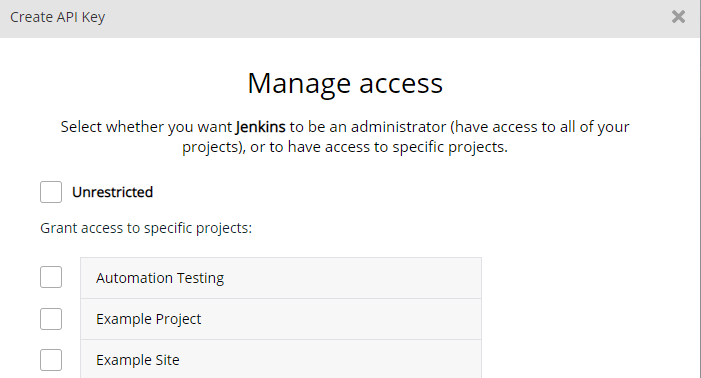 Create API Key
Manage access
Select whether you want Jenkins to be an administrator (have access to all of your
projects), or to have access to specific projects.
Unrestricted
Grant access to specific projects:
Automation Testing
Example Project
Example Site